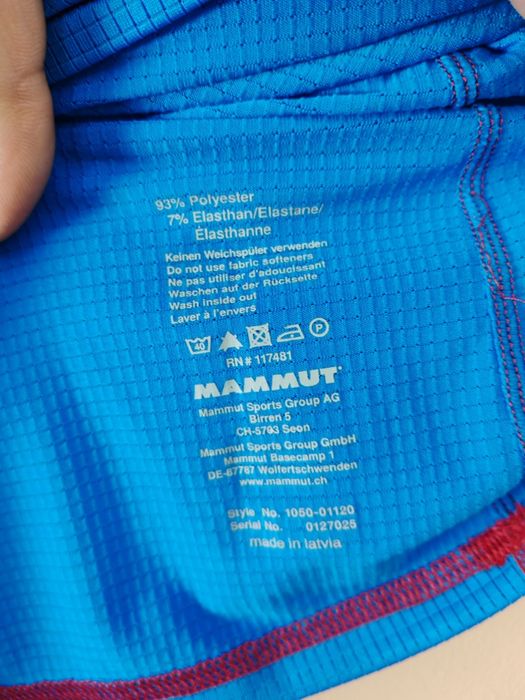 93% Polyester
7% Elasthan/Elastane/
Élasthanne
Keinen Weichspüler verwenden
Do not use fabric softeners
Ne pas utiliser d'adoucissant
Waschen auf der Rückseite
Wash inside out
Laver à l'envers
40 P
RN# 117481
MAMMUT
Mammut Sports Group AG
Birren 5
CH-5703 Seon
Mammut Sports Group GmbH
Mammut Basecamp 1
DE-87787 Wolfertschwenden
www.mammut.ch
Style No. 1050-01120
Serial No. 0127025
made in latvia